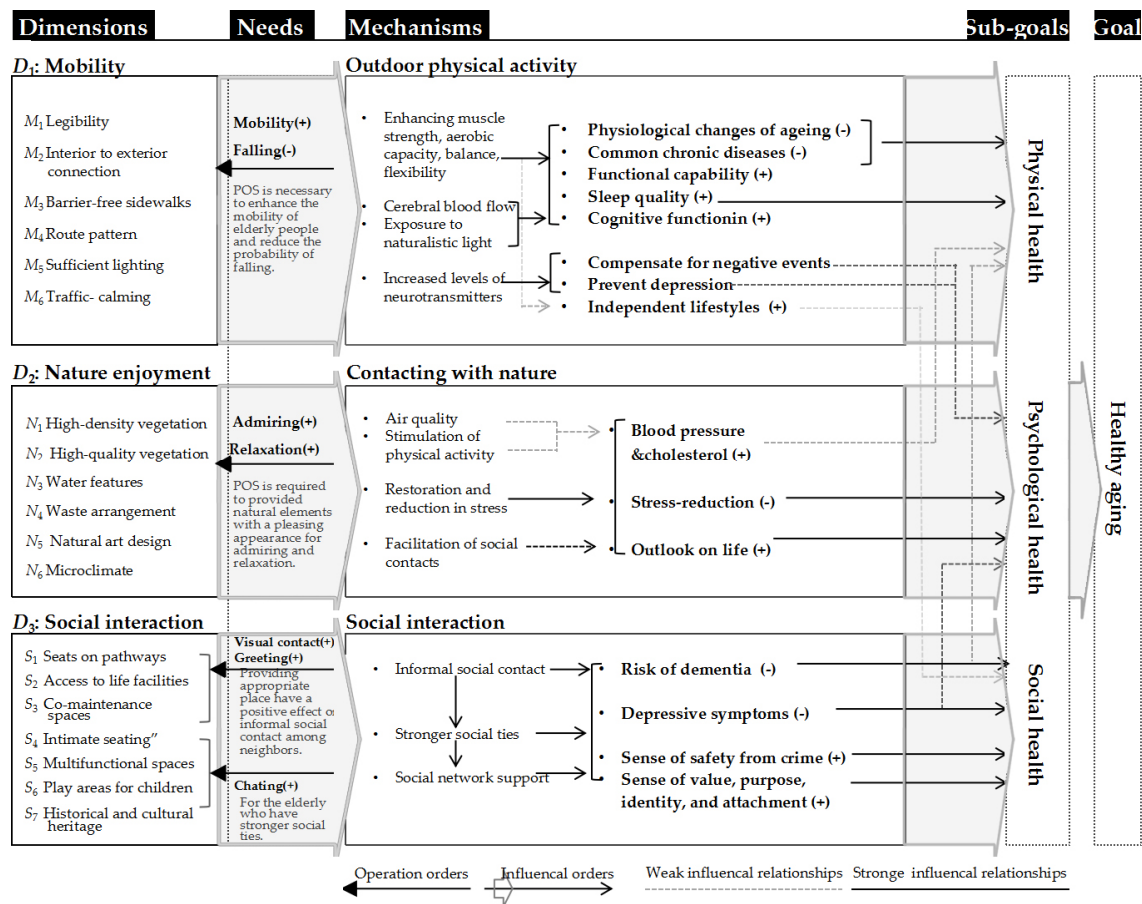 Dimensions
Needs
Mechanisms
Sub-goals
Goal
D1: Mobility
M1 Legibility
M2 Interior to exterior
connection
M3 Barrier-free sidewalks
M4 Route pattern
M5 Sufficient lighting
M6 Traffic- calming
Mobility(+)
Falling(-)
POS is necessary
to enhance the
mobility of
elderly people
and reduce the
probability of
falling.
Outdoor physical activity
• Enhancing muscle
strength, aerobic
capacity, balance,
flexibility
• Cerebral blood flow
• Exposure to
naturalistic light
• Increased levels of
neurotransmitters
• Physiological changes of ageing (-)
• Common chronic diseases (-)
• Functional capability (+)
• Sleep quality (+)
• Cognitive functionin (+)
• Compensate for negative events
• Prevent depression
• Independent lifestyles (+)
Physical health
D2: Nature enjoyment
N1 High-density vegetation
N2 High-quality vegetation
N3 Water features
N4 Waste arrangement
N5 Natural art design
N6 Microclimate
Admiring(+)
Relaxation(+)
POS is required
to provided
natural elements
with a pleasing
appearance for
admiring and
relaxation.
Contacting with nature
• Air quality
• Stimulation of
physical activity
• Restoration and
reduction in stress
• Facilitation of social
contacts
• Blood pressure
&cholesterol (+)
• Stress-reduction (-)
• Outlook on life (+)
Psychological health
Healthy aging
D3: Social interaction
S1 Seats on pathways
S2 Access to life facilities
S3 Co-maintenance
spaces
S4 Intimate seating”
S5 Multifunctional spaces
S6 Play areas for children
S7 Historical and cultural
heritage
Visual contact(+)
Greeting(+)
Providing
appropriate
place have a
positive effect o
informal social
contact among
neighbors.
Chating(+)
For the elderly
who have
stronger social
ties.
Social interaction
• Informal social contact
• Stronger social ties
• Social network support
• Risk of dementia (-)
• Depressive symptoms (-)
• Sense of safety from crime (+)
• Sense of value, purpose,
identity, and attachment (+)
Social health
Operation orders
Influencal orders
Weak influencal relationships
Stronge influencal relationships